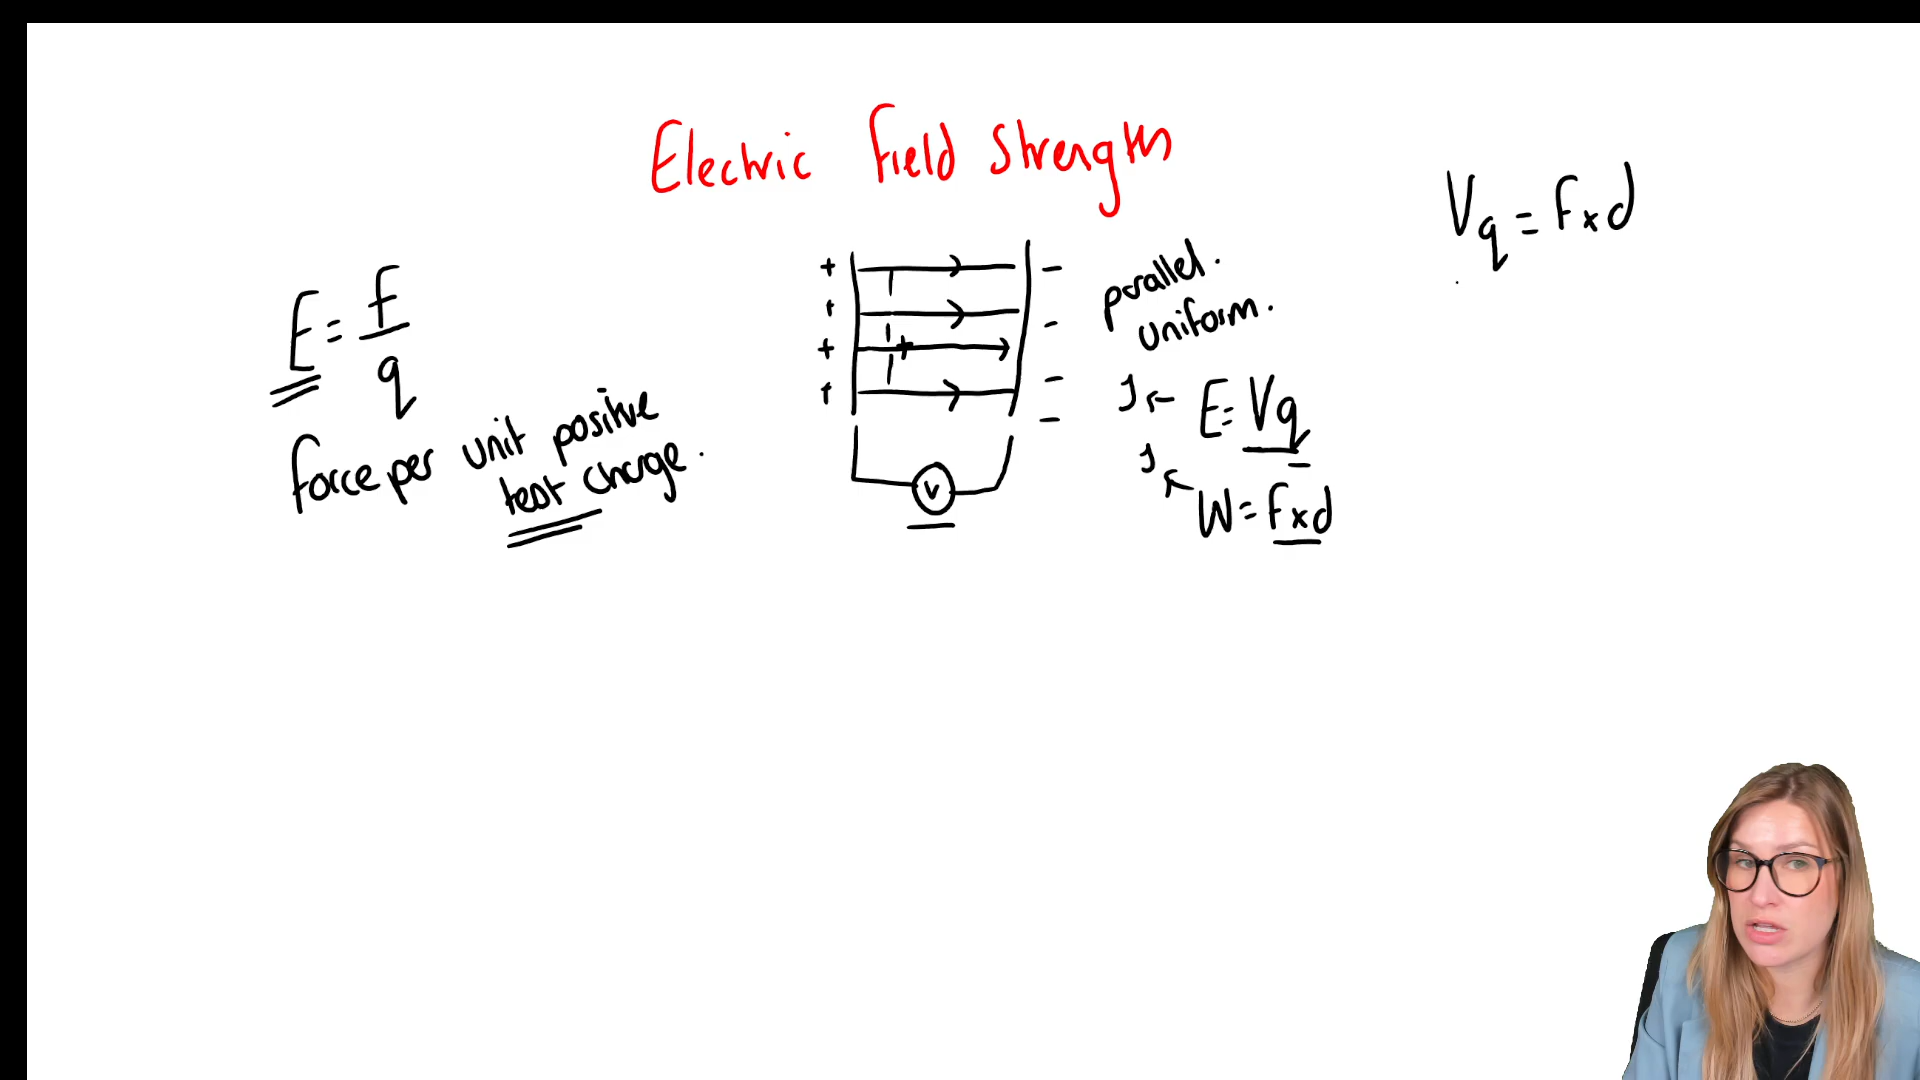 Electric Field Strength
E = F
q
force per unit positive
test charge.
+ -
+ -
+ -
+ -
V
parallel.
uniform.
J ← E = Vq
J ← W = F x d
Vq = F x d